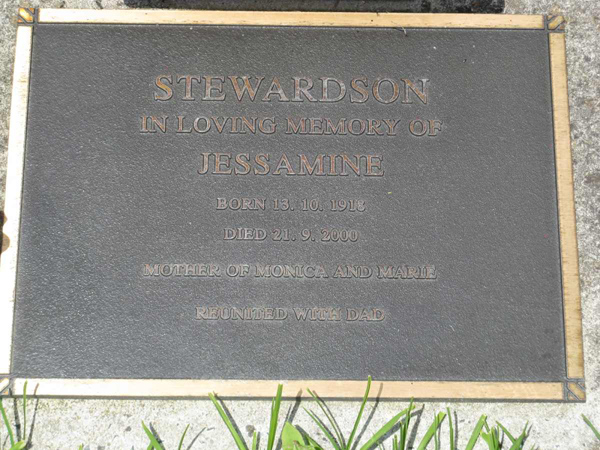 STEWARDSON
IN LOVING MEMORY OF
JESSAMINE
BORN 13. 10. 1918
DIED 21. 9. 2000
MOTHER OF MONICA AND MARIE
REUNITED WITH DAD